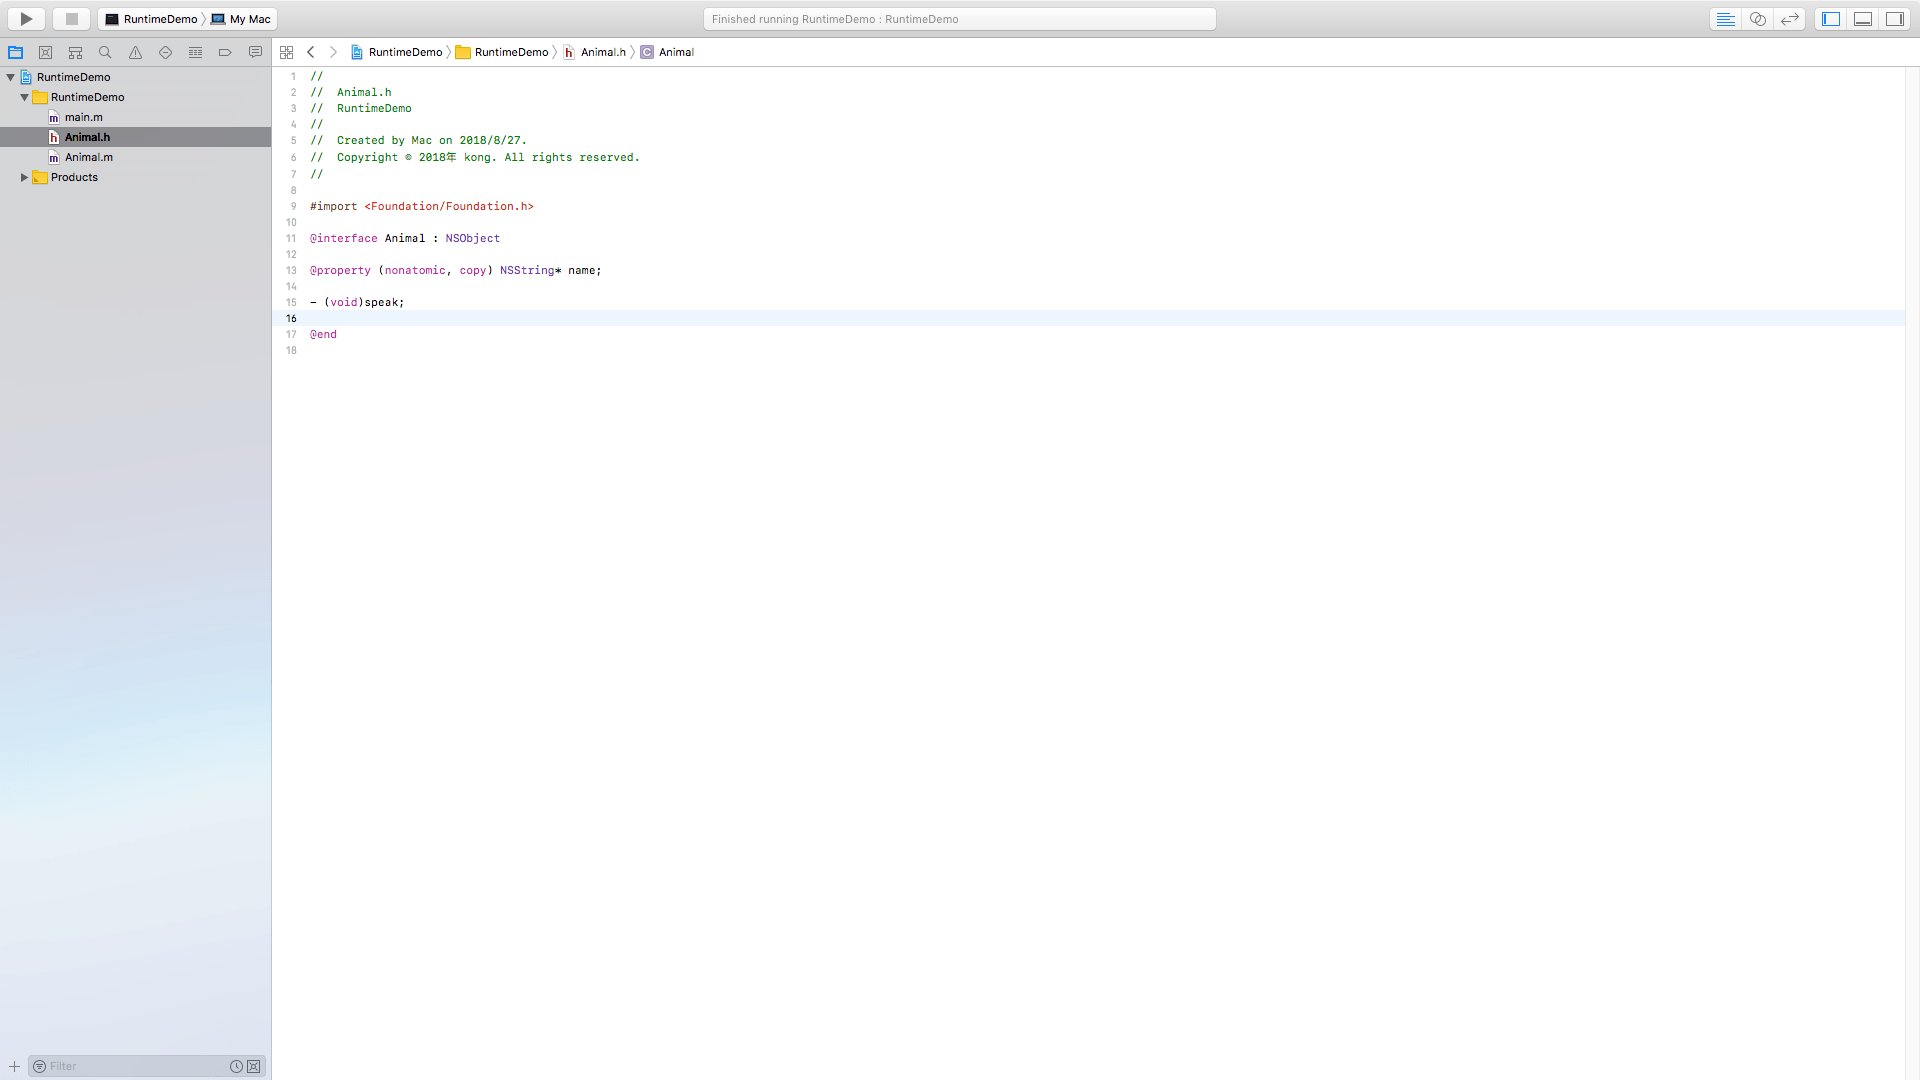 RuntimeDemo My Mac Finished running RuntimeDemo : RuntimeDemo
RuntimeDemo RuntimeDemo h Animal.h C Animal
RuntimeDemo
RuntimeDemo
m main.m
h Animal.h
m Animal.m
Products
1 //
2 //  Animal.h
3 //  RuntimeDemo
4 //
5 //  Created by Mac on 2018/8/27.
6 //  Copyright © 2018年 kong. All rights reserved.
7 //
8
9 #import <Foundation/Foundation.h>
10
11 @interface Animal : NSObject
12
13 @property (nonatomic, copy) NSString* name;
14
15 - (void)speak;
16
17 @end
18
Filter